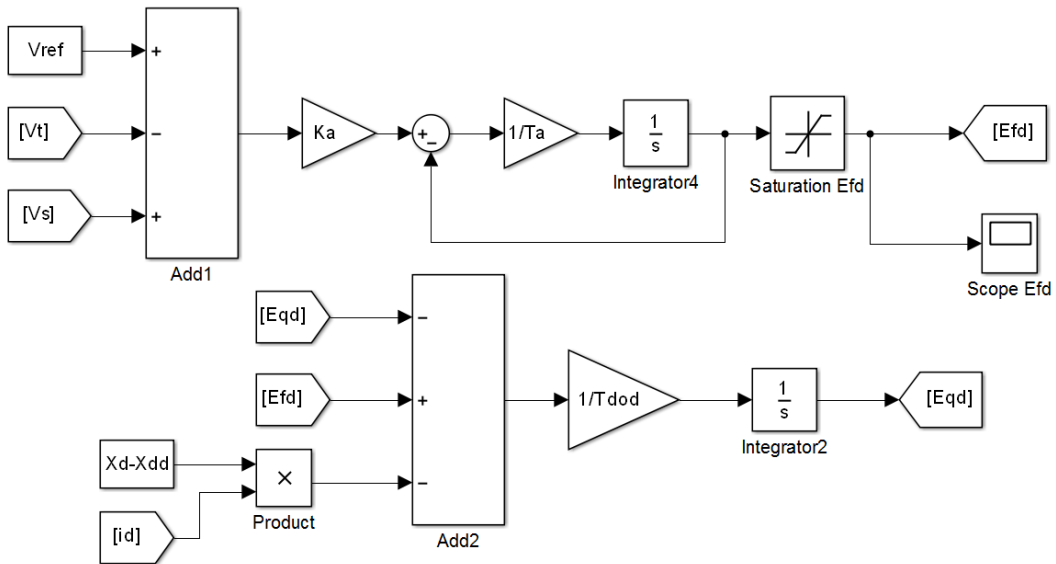 Vref
+
[Vt]
−
[Vs]
+
Add1
Ka
+
−
1/Ta
1
s
Integrator4
Saturation Efd
[Efd]
Scope Efd
[Eqd]
−
[Efd]
+
Xd-Xdd
[id]
×
Product
−
Add2
1/Tdod
1
s
Integrator2
[Eqd]